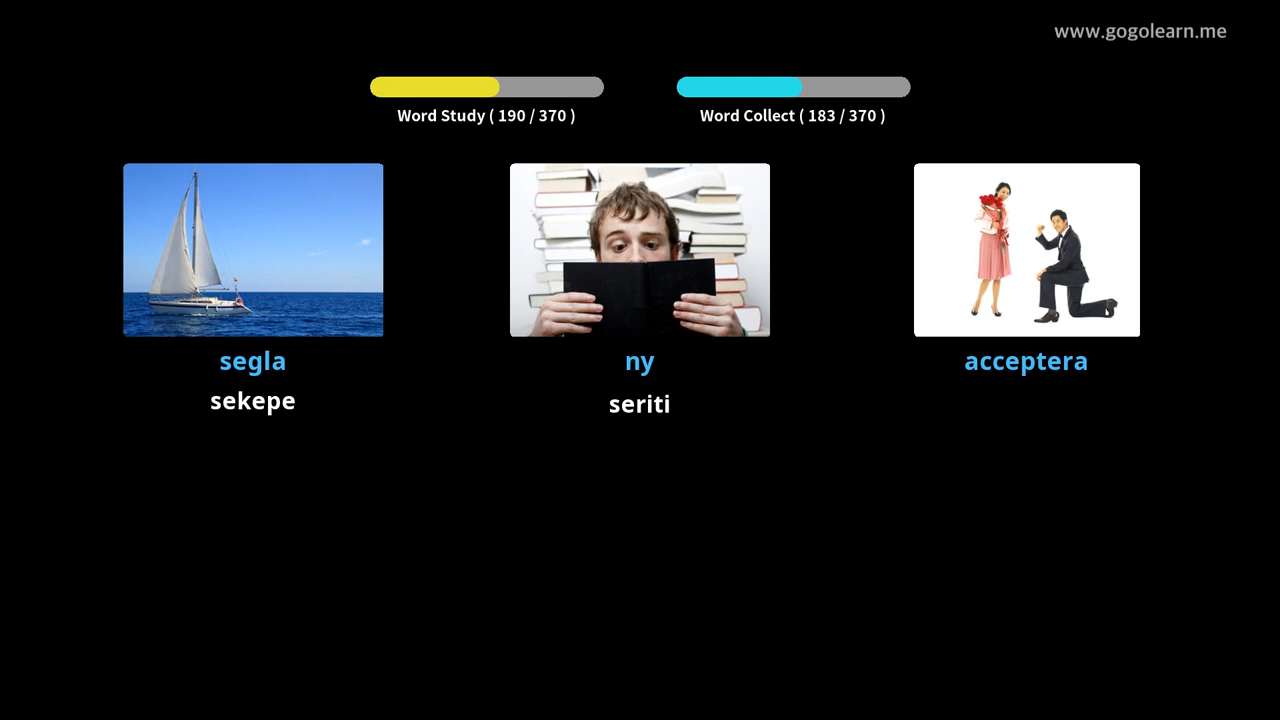 www.gogolearn.me
Word Study ( 190 / 370 )
Word Collect ( 183 / 370 )
segla
ny
acceptera
sekepe
seriti